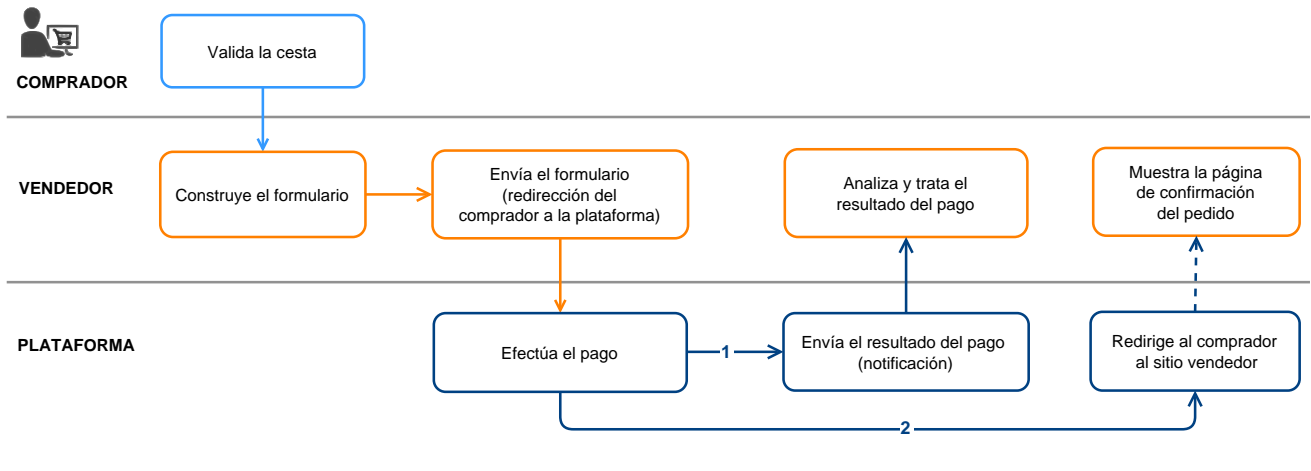 COMPRADOR
Valida la cesta
VENDEDOR
Construye el formulario
Envía el formulario
(redirección del
comprador a la plataforma)
Analiza y trata el
resultado del pago
Muestra la página
de confirmación
del pedido
PLATAFORMA
Efectúa el pago
1
Envía el resultado del pago
(notificación)
Redirige al comprador
al sitio vendedor
2